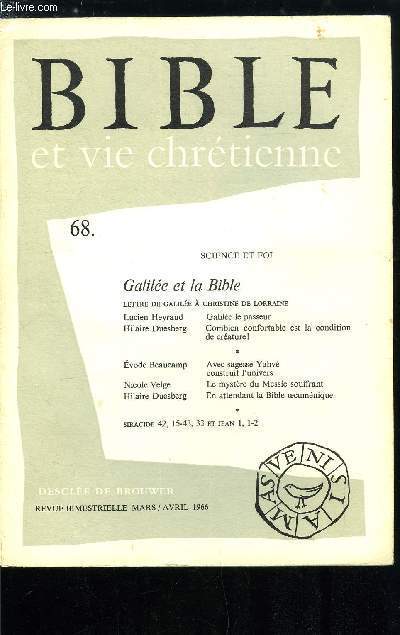 www.Le-livre.com
BIBLE
et vie chrétienne
68.
SCIENCE ET FOI
Galilée et la Bible
LETTRE DE GALILÉE À CHRISTINE DE LORRAINE
Lucien Heyraud Galilée le passeur
Hilaire Duesberg Combien confortable est la condition
de créature!
*
Évode Beaucamp Avec sagesse Yahvé
construit l'univers
Nicole Velge Le mystère du Messie souffrant
Hilaire Duesberg En attendant la Bible œcuménique
*
SIRACIDE 42, 15-43, 32 ET JEAN 1, 1-2
DESCLÉE DE BROUWER
REVUE BIMESTRIELLE MARS / AVRIL 1966